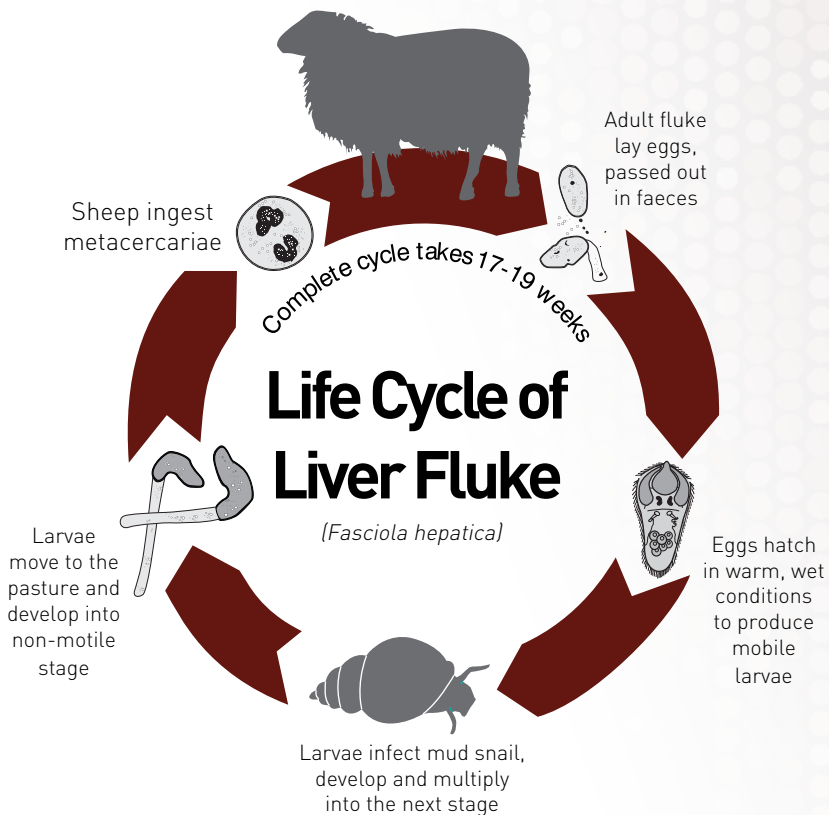 Life Cycle of
Liver Fluke
(Fasciola hepatica)
Complete cycle takes 17-19 weeks
Adult fluke
lay eggs,
passed out
in faeces
Eggs hatch
in warm, wet
conditions
to produce
mobile
larvae
Larvae infect mud snail,
develop and multiply
into the next stage
Larvae
move to the
pasture and
develop into
non-motile
stage
Sheep ingest
metacercariae